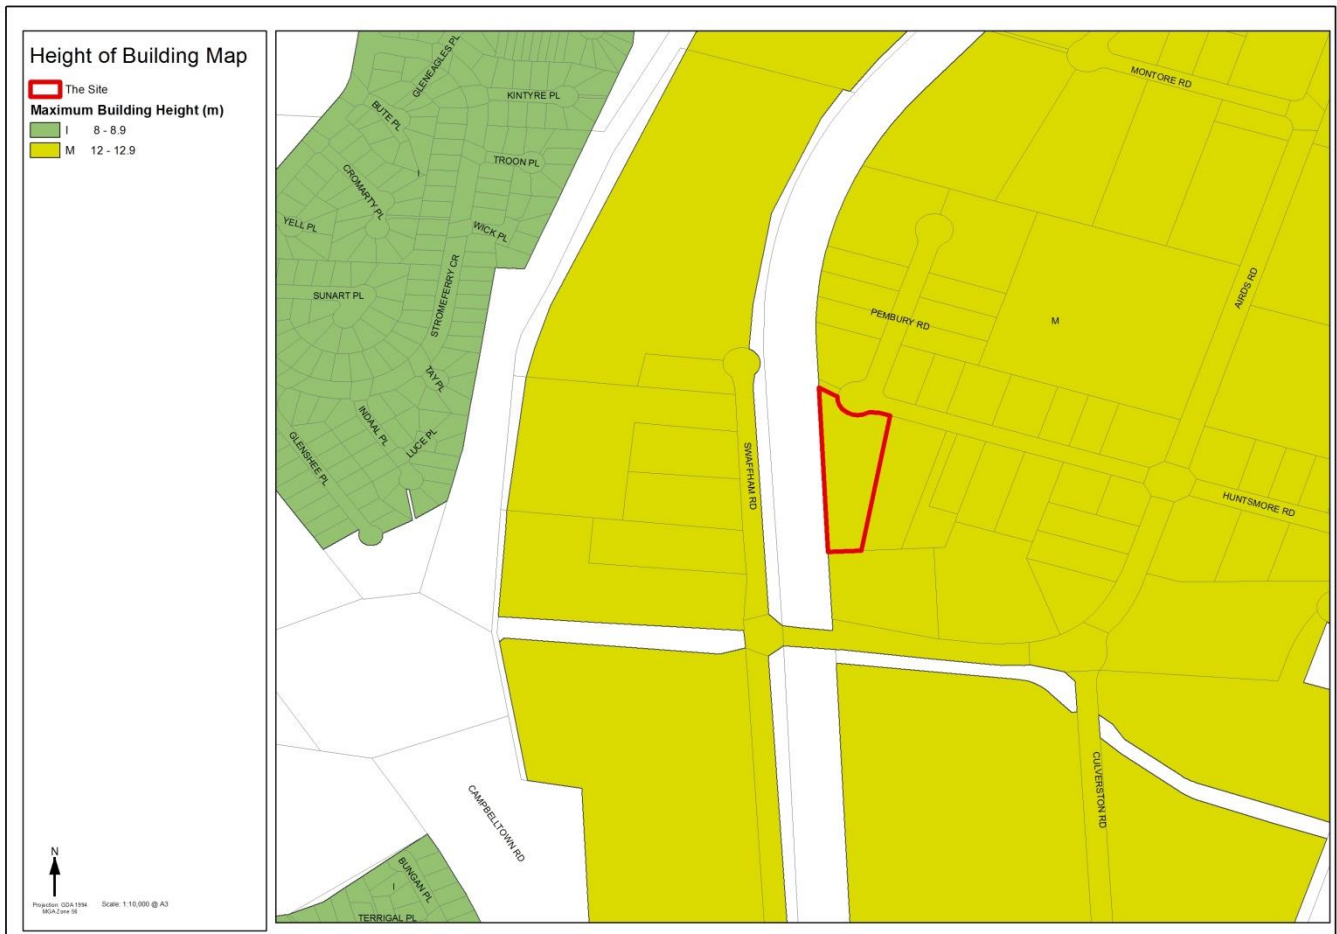 Height of Building Map
The Site
Maximum Building Height (m)
I 8 - 8.9
M 12 - 12.9
N
Projection: GDA 1994
MGA Zone 56
Scale: 1:10,000 @ A3
GLENEAGLES PL
KINTYRE PL
BUTE PL
TROON PL
I
CROMARTY PL
YELL PL
WICK PL
STROMEFERRY CR
SUNART PL
TAY PL
INDAAL PL
LUCE PL
GLENSHEE PL
MONTORE RD
AIRDS RD
PEMBURY RD
M
SWAFFHAM RD
HUNTSMORE RD
CAMPBELLTOWN RD
CULVERSTON RD
BUNGAN PL
I
TERRIGAL PL